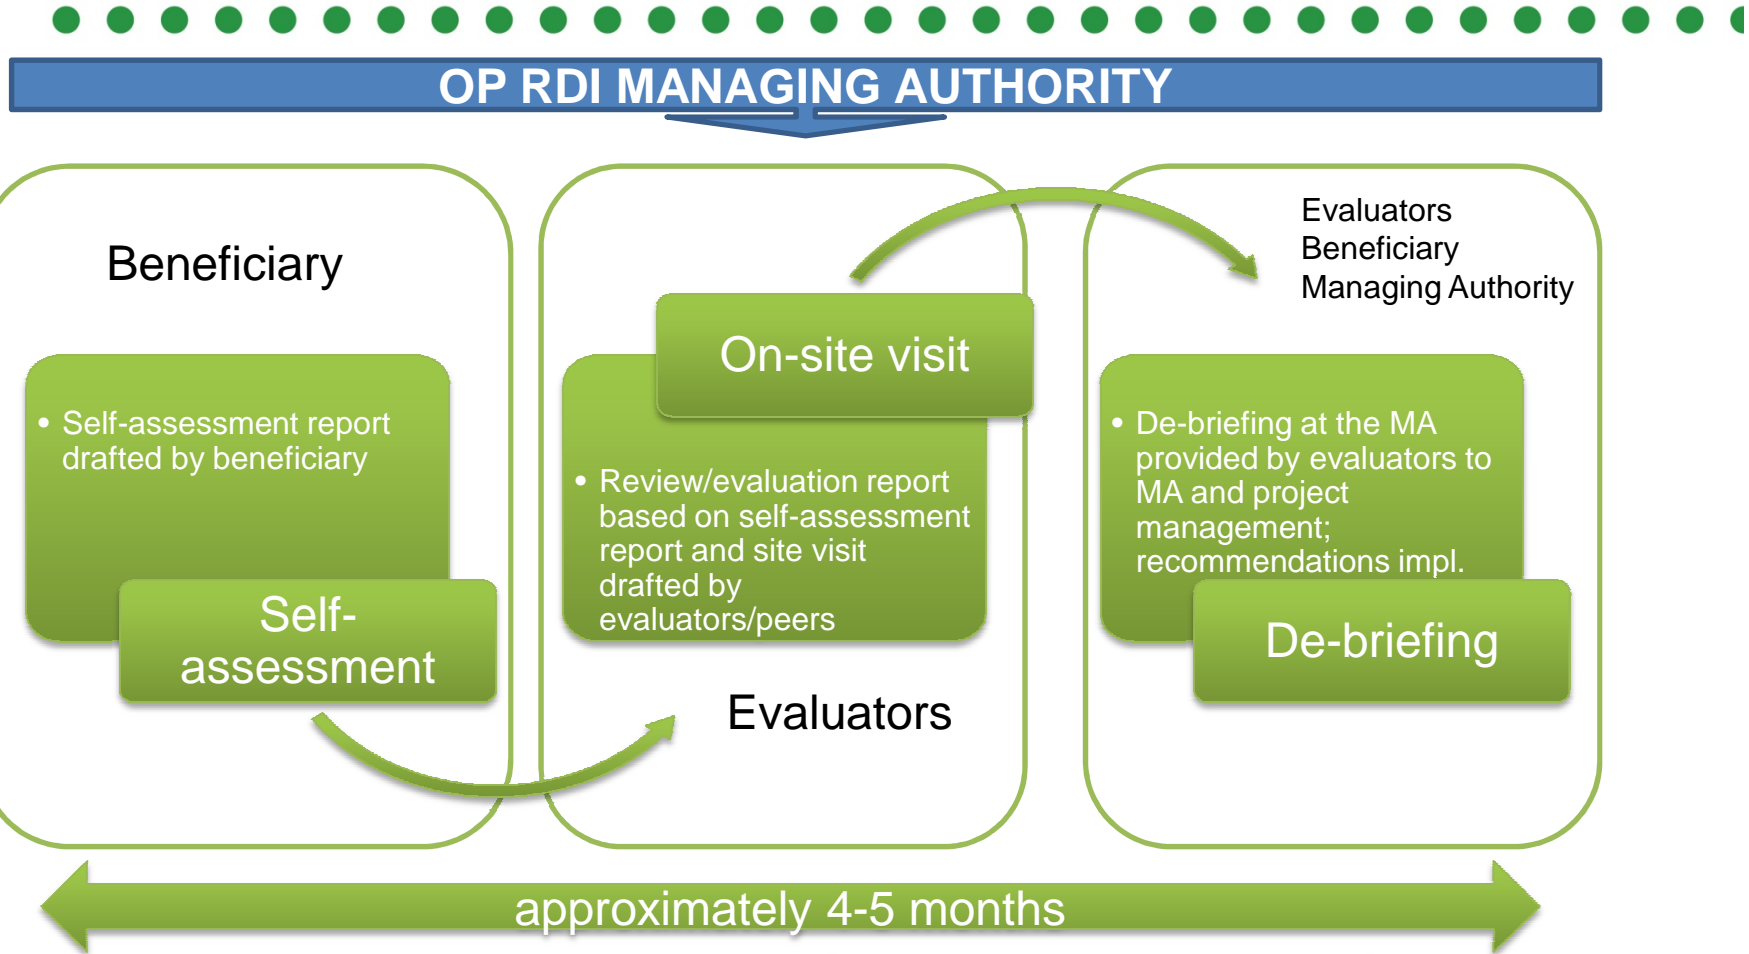 OP RDI MANAGING AUTHORITY
Beneficiary
• Self-assessment report
drafted by beneficiary
Self-
assessment
On-site visit
• Review/evaluation report
based on self-assessment
report and site visit
drafted by
evaluators/peers
Evaluators
Evaluators
Beneficiary
Managing Authority
• De-briefing at the MA
provided by evaluators to
MA and project
management;
recommendations impl.
De-briefing
approximately 4-5 months